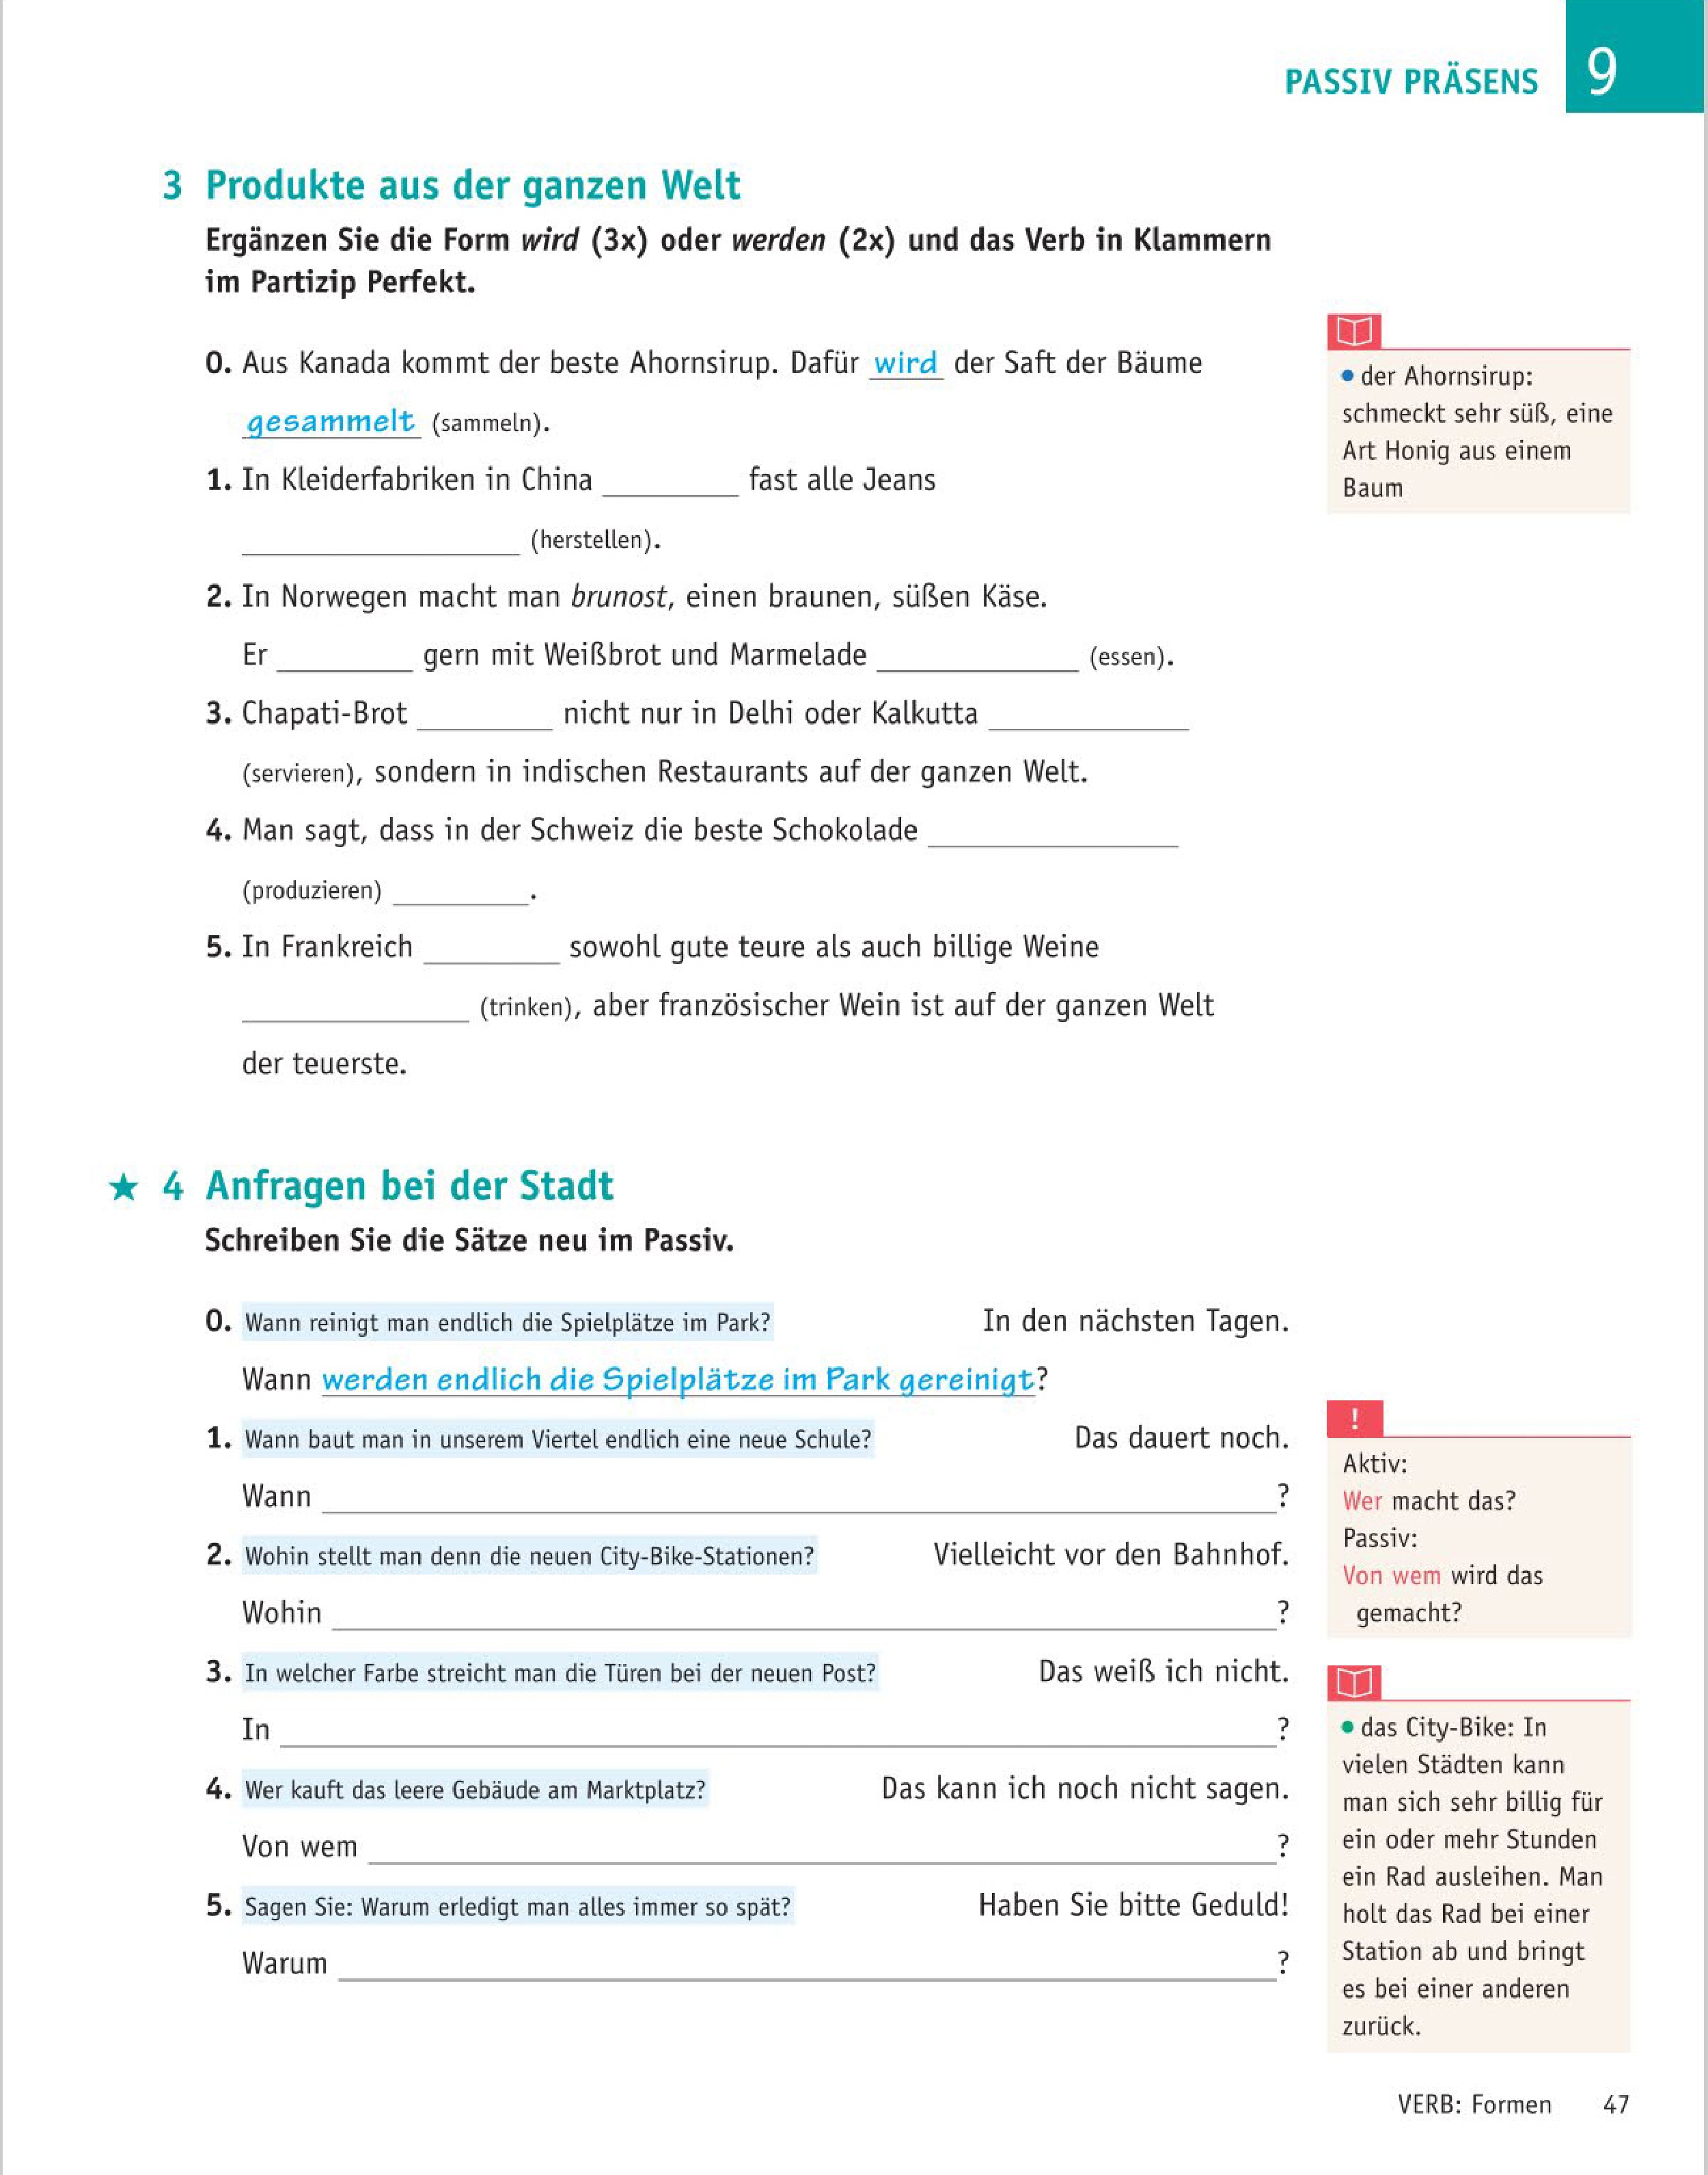 PASSIV PRÄSENS 9
3 Produkte aus der ganzen Welt
Ergänzen Sie die Form wird (3x) oder werden (2x) und das Verb in Klammern
im Partizip Perfekt.
0. Aus Kanada kommt der beste Ahornsirup. Dafür wird der Saft der Bäume
gesammelt (sammeln).
1. In Kleiderfabriken in China ________ fast alle Jeans
________ (herstellen).
2. In Norwegen macht man brunost, einen braunen, süßen Käse.
Er ________ gern mit Weißbrot und Marmelade ________ (essen).
3. Chapati-Brot ________ nicht nur in Delhi oder Kalkutta ________
(servieren), sondern in indischen Restaurants auf der ganzen Welt.
4. Man sagt, dass in der Schweiz die beste Schokolade ________
(produzieren) ________.
5. In Frankreich ________ sowohl gute teure als auch billige Weine
________ (trinken), aber französischer Wein ist auf der ganzen Welt
der teuerste.
• der Ahornsirup:
schmeckt sehr süß, eine
Art Honig aus einem
Baum
★ 4 Anfragen bei der Stadt
Schreiben Sie die Sätze neu im Passiv.
0. Wann reinigt man endlich die Spielplätze im Park? In den nächsten Tagen.
Wann werden endlich die Spielplätze im Park gereinigt?
1. Wann baut man in unserem Viertel endlich eine neue Schule? Das dauert noch.
Wann ________?
2. Wohin stellt man denn die neuen City-Bike-Stationen? Vielleicht vor den Bahnhof.
Wohin ________?
3. In welcher Farbe streicht man die Türen bei der neuen Post? Das weiß ich nicht.
In ________?
4. Wer kauft das leere Gebäude am Marktplatz? Das kann ich noch nicht sagen.
Von wem ________?
5. Sagen Sie: Warum erledigt man alles immer so spät? Haben Sie bitte Geduld!
Warum ________?
!
Aktiv:
Wer macht das?
Passiv:
Von wem wird das
gemacht?
• das City-Bike: In
vielen Städten kann
man sich sehr billig für
ein oder mehr Stunden
ein Rad ausleihen. Man
holt das Rad bei einer
Station ab und bringt
es bei einer anderen
zurück.
VERB: Formen 47